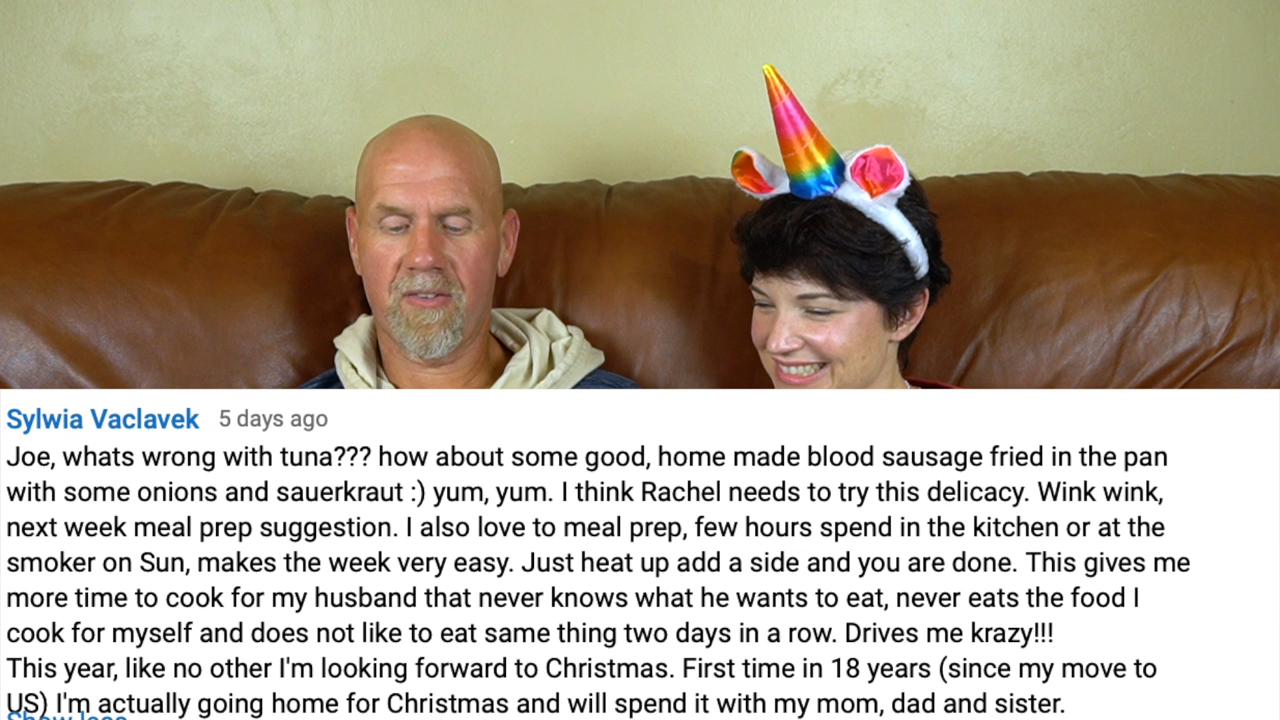 Sylwia Vaclavek 5 days ago
Joe, whats wrong with tuna??? how about some good, home made blood sausage fried in the pan
with some onions and sauerkraut :) yum, yum. I think Rachel needs to try this delicacy. Wink wink,
next week meal prep suggestion. I also love to meal prep, few hours spend in the kitchen or at the
smoker on Sun, makes the week very easy. Just heat up add a side and you are done. This gives me
more time to cook for my husband that never knows what he wants to eat, never eats the food I
cook for myself and does not like to eat same thing two days in a row. Drives me krazy!!!
This year, like no other I'm looking forward to Christmas. First time in 18 years (since my move to
US) I'm actually going home for Christmas and will spend it with my mom, dad and sister.
Show less